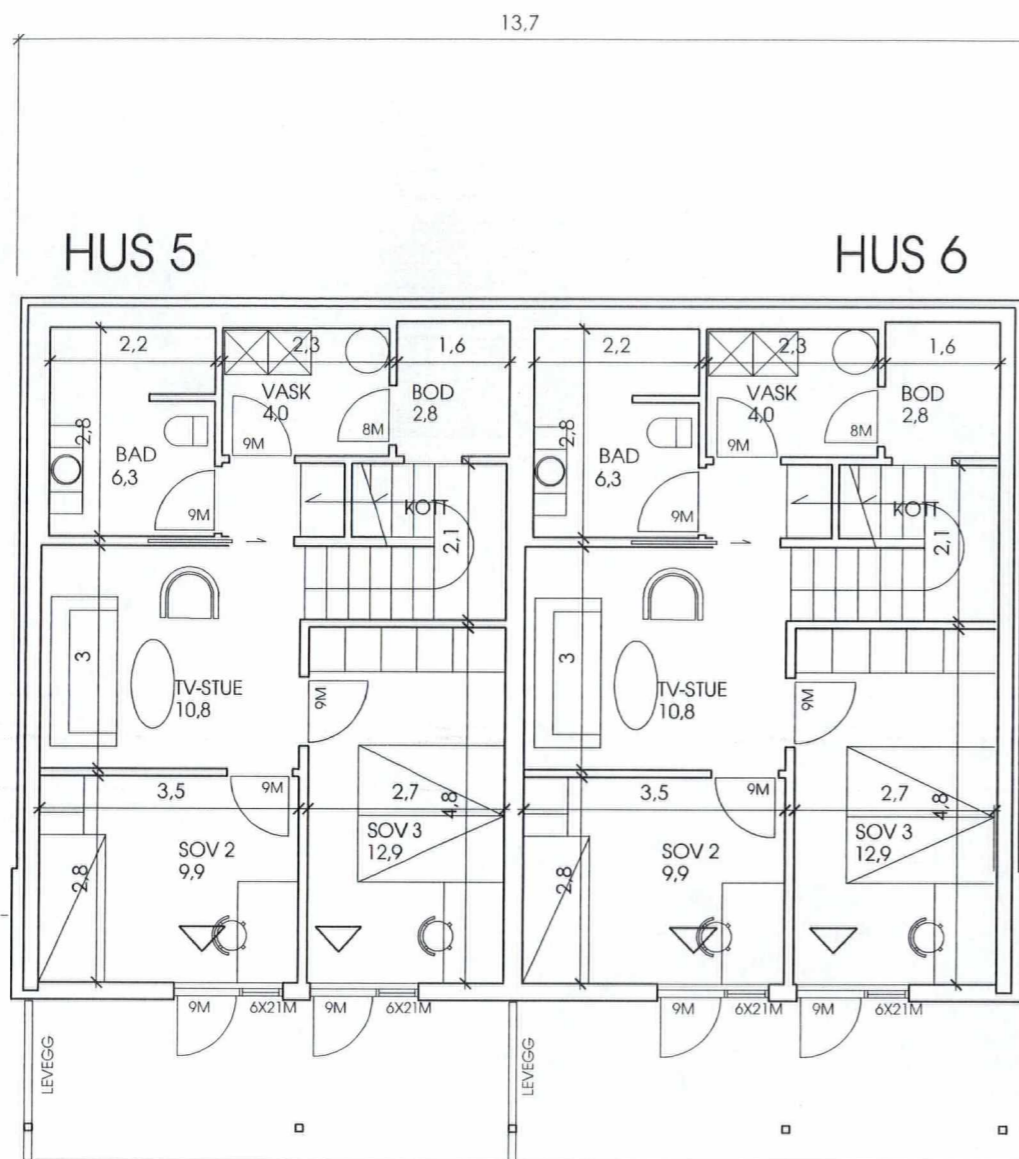 13,7
HUS 5
HUS 6
2,2
2,3
1,6
2,2
2,3
1,6
VASK
4,0
BOD
2,8
VASK
4,0
BOD
2,8
9M
8M
9M
8M
2,8
BAD
6,3
2,8
BAD
6,3
9M
KOTT
2,1
9M
KOTT
2,1
3
TV-STUE
10,8
9M
3
TV-STUE
10,8
9M
3,5
9M
2,7
4,8
3,5
9M
2,7
4,8
SOV 2
9,9
SOV 3
12,9
SOV 2
9,9
SOV 3
12,9
2,8
2,8
9M
6X21M
9M
6X21M
9M
6X21M
9M
6X21M
LEVEGG
LEVEGG